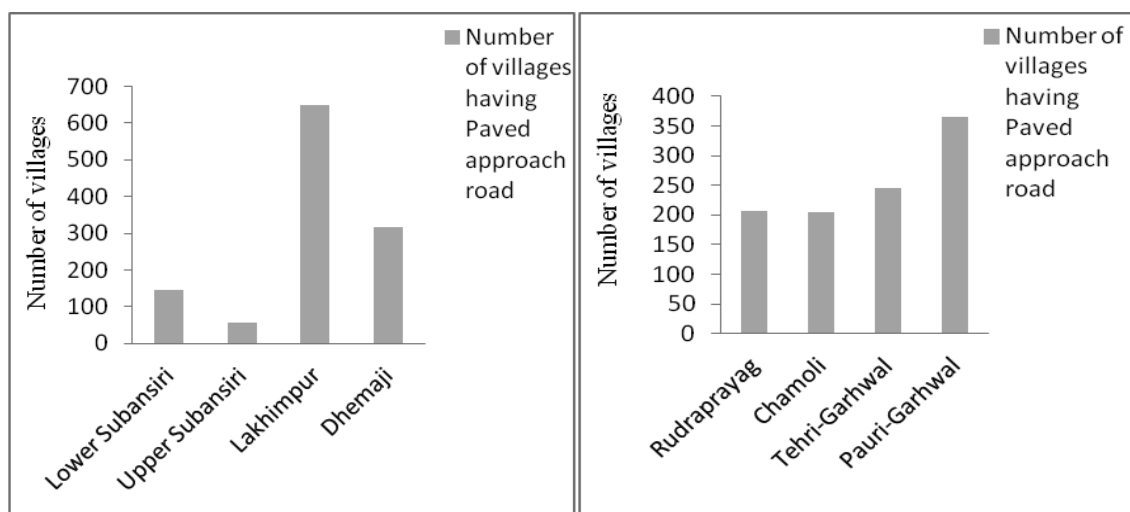 Number
of villages
having
Paved
approach
road
Number of villages
700
600
500
400
300
200
100
0
Lower Subansiri
Upper Subansiri
Lakhimpur
Dhemaji
Number of
villages
having
Paved
approach
road
Number of villages
400
350
300
250
200
150
100
50
0
Rudraprayag
Chamoli
Tehri-Garhwal
Pauri-Garhwal